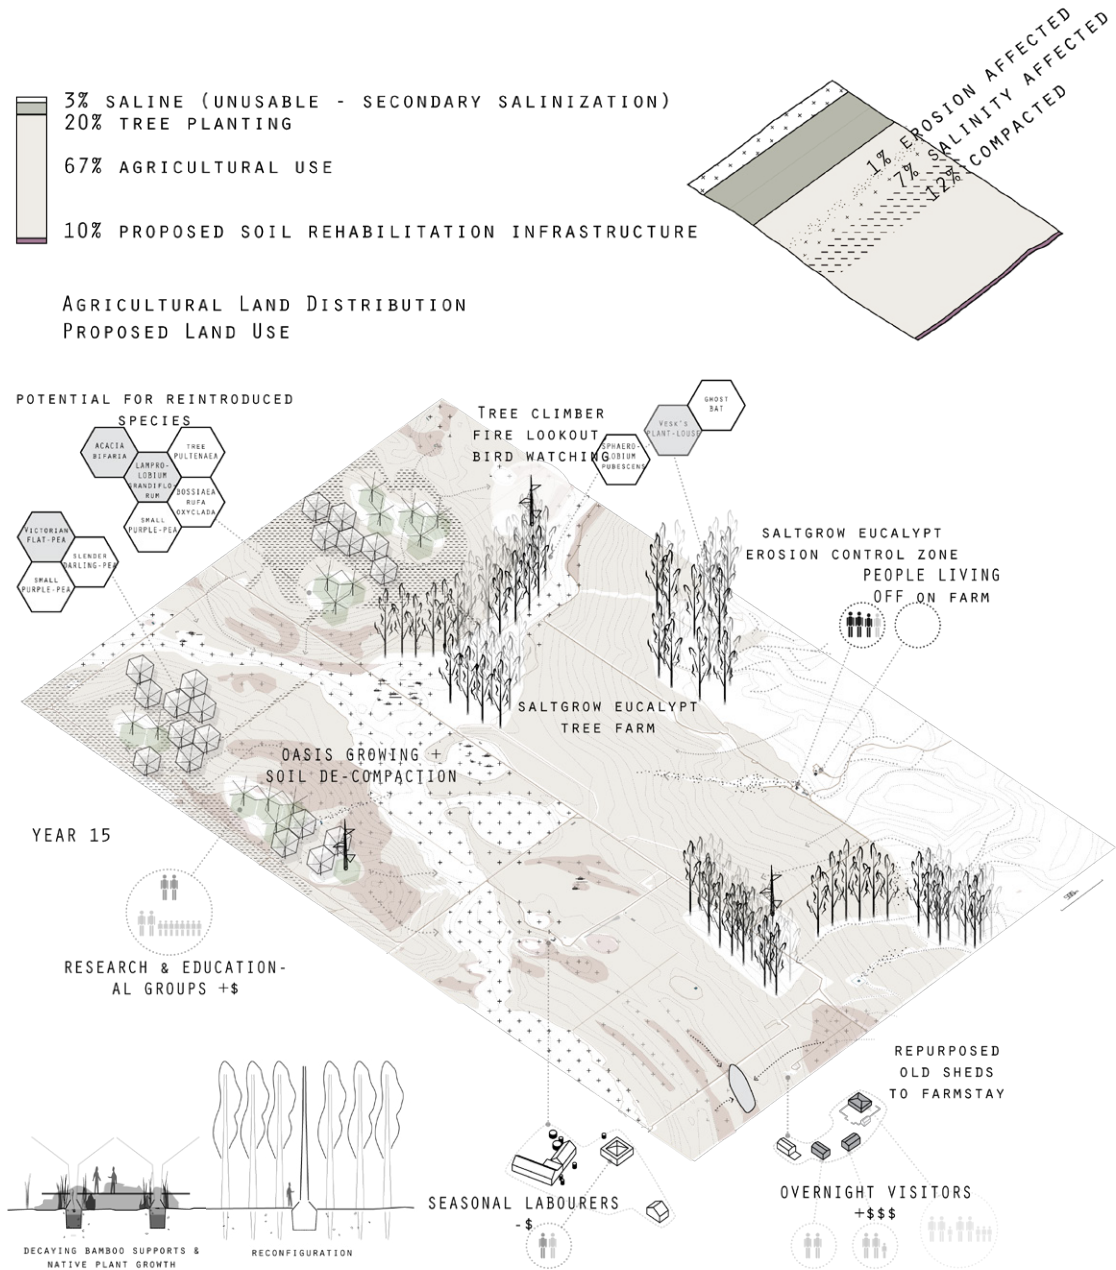 3% SALINE (UNUSABLE - SECONDARY SALINIZATION)
20% TREE PLANTING
67% AGRICULTURAL USE
10% PROPOSED SOIL REHABILITATION INFRASTRUCTURE
1% EROSION AFFECTED
7% SALINITY AFFECTED
12% COMPACTED
AGRICULTURAL LAND DISTRIBUTION
PROPOSED LAND USE
POTENTIAL FOR REINTRODUCED
SPECIES
ACACIA
BIFARIA
TREE
PULTENAEA
LAMPRO-
LOBIUM
GRANDIFLO-
RUM
BOSSIAEA
RUFA
OXYCLADA
SMALL
PURPLE-PEA
VICTORIAN
FLAT-PEA
SLENDER
DARLING-PEA
SMALL
PURPLE-PEA
TREE CLIMBER
FIRE LOOKOUT
BIRD WATCHING
SPHAERO-
LOBIUM
PUBESCENS
VESK'S
PLANT-LOUSE
GHOST
BAT
SALTGROW EUCALYPT
EROSION CONTROL ZONE
PEOPLE LIVING
OFF ON FARM
SALTGROW EUCALYPT
TREE FARM
OASIS GROWING +
SOIL DE-COMPACTION
YEAR 15
RESEARCH & EDUCATION-
AL GROUPS +$
REPURPOSED
OLD SHEDS
TO FARMSTAY
SEASONAL LABOURERS
-$
OVERNIGHT VISITORS
+$$$
DECAYING BAMBOO SUPPORTS &
NATIVE PLANT GROWTH
RECONFIGURATION